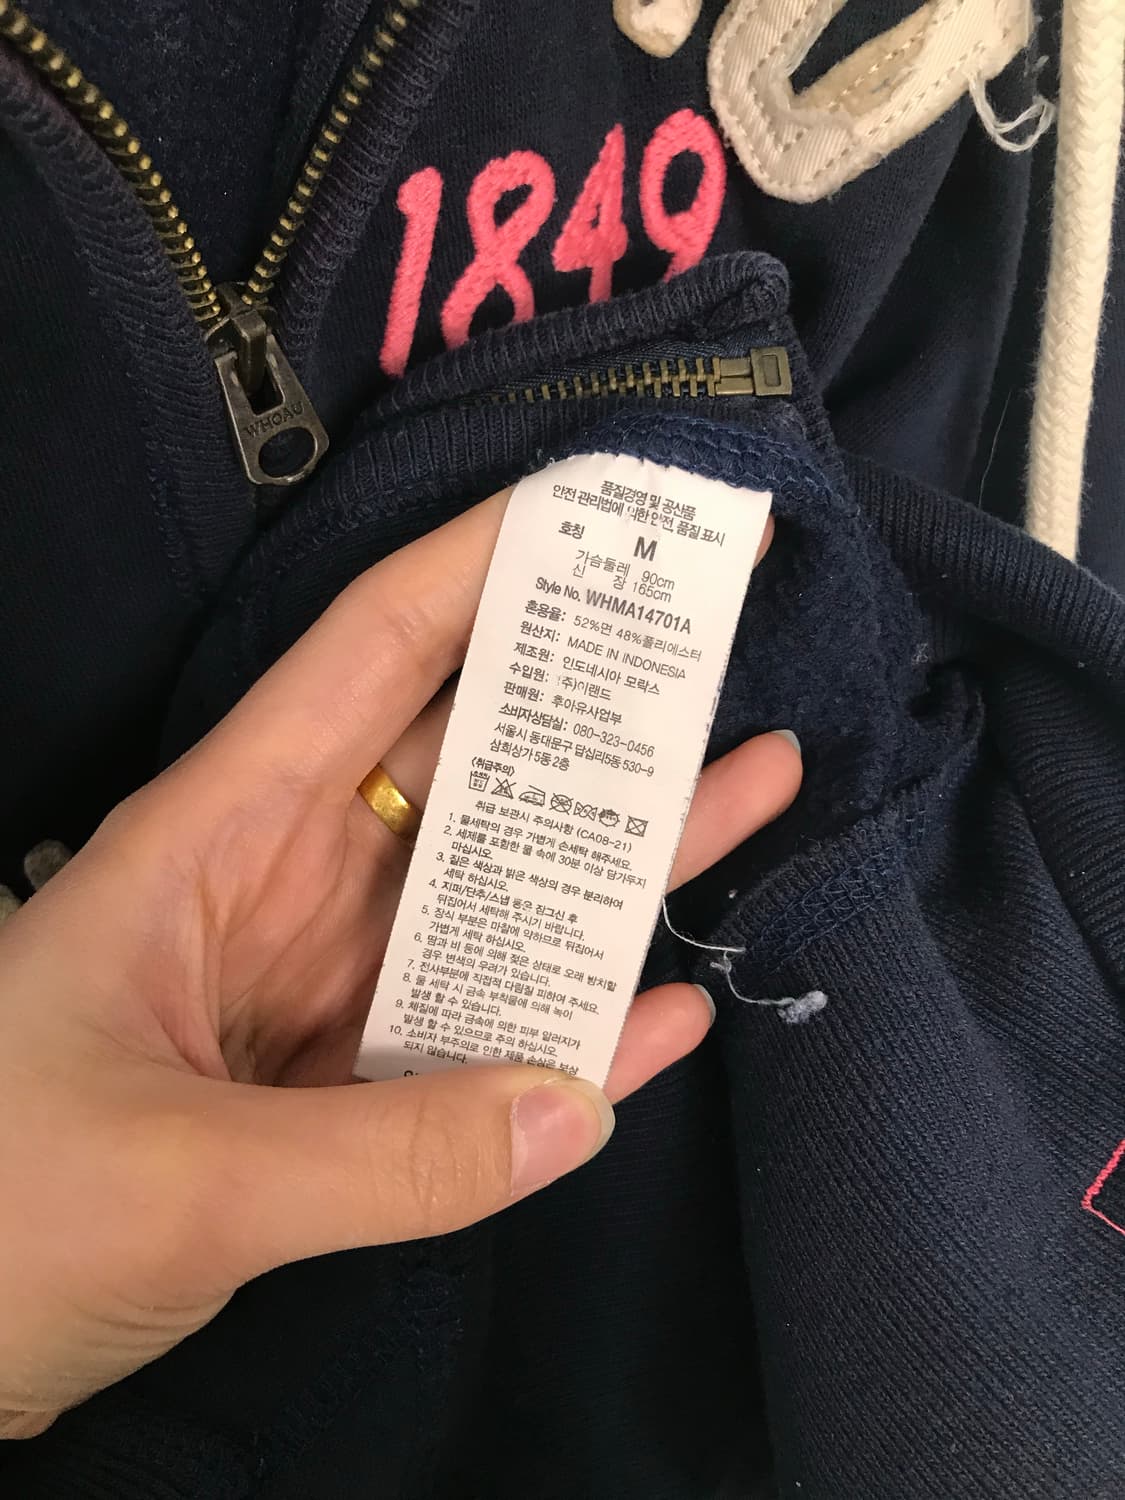 1849
WHOAU
품질경영 및 공산품
안전 관리법에 의한 안전, 품질 표시
호칭 M
가슴둘레 90cm
신 장 165cm
Style No. WHMA14701A
혼용율: 52%면 48%폴리에스터
원산지: MADE IN INDONESIA
제조원: 인도네시아 모락스
수입원: (주)이랜드
판매원: 후아유사업부
소비자상담실: 080-323-0456
서울시 동대문구 답십리5동 530-9
삼희상가 5동 2층
<취급주의>
취급 보관시 주의사항 (CA08-21)
1. 물세탁의 경우 가볍게 손세탁 해주세요.
2. 세제를 포함한 물 속에 30분 이상 담가두지
마십시오.
3. 짙은 색상과 밝은 색상의 경우 분리하여
세탁 하십시오.
4. 지퍼/단추/스냅 등은 잠그신 후
뒤집어서 세탁해 주시기 바랍니다.
5. 장식 부분은 마찰에 약하므로 뒤집어서
가볍게 세탁 하십시오.
6. 땀과 비 등에 의해 젖은 상태로 오래 방치할
경우 변색의 우려가 있습니다.
7. 전사부분에 직접적 다림질 피하여 주세요.
8. 물 세탁 시 금속 부착물에 의해 녹이
발생 할 수 있습니다.
9. 체질에 따라 금속에 의한 피부 알러지가
발생 할 수 있으므로 주의 하십시오.
10. 소비자 부주의로 인한 제품 손상은 보상
되지 않습니다.